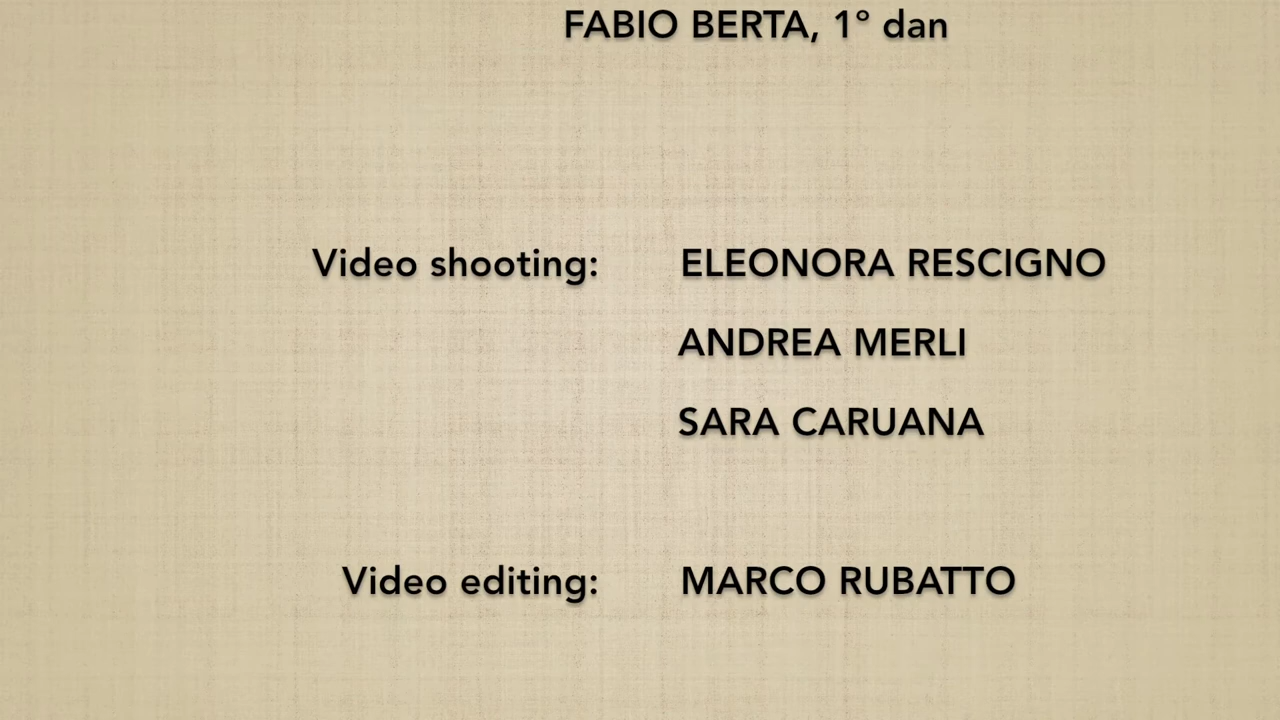 FABIO BERTA, 1° dan
Video shooting: ELEONORA RESCIGNO
ANDREA MERLI
SARA CARUANA
Video editing: MARCO RUBATTO